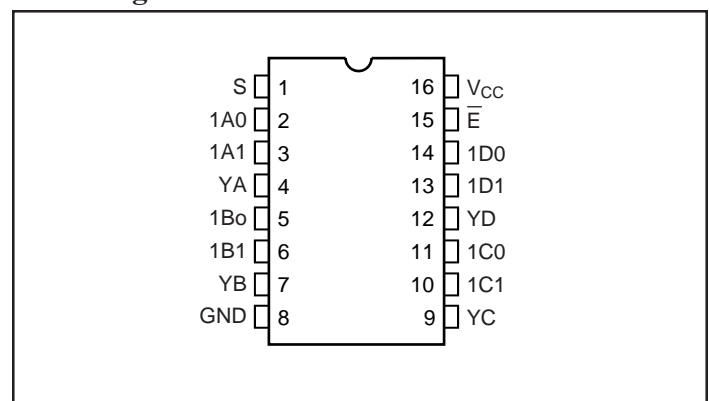 S 1 16 VCC
1A0 2 15 E̅
1A1 3 14 1D0
YA 4 13 1D1
1Bo 5 12 YD
1B1 6 11 1C0
YB 7 10 1C1
GND 8 9 YC